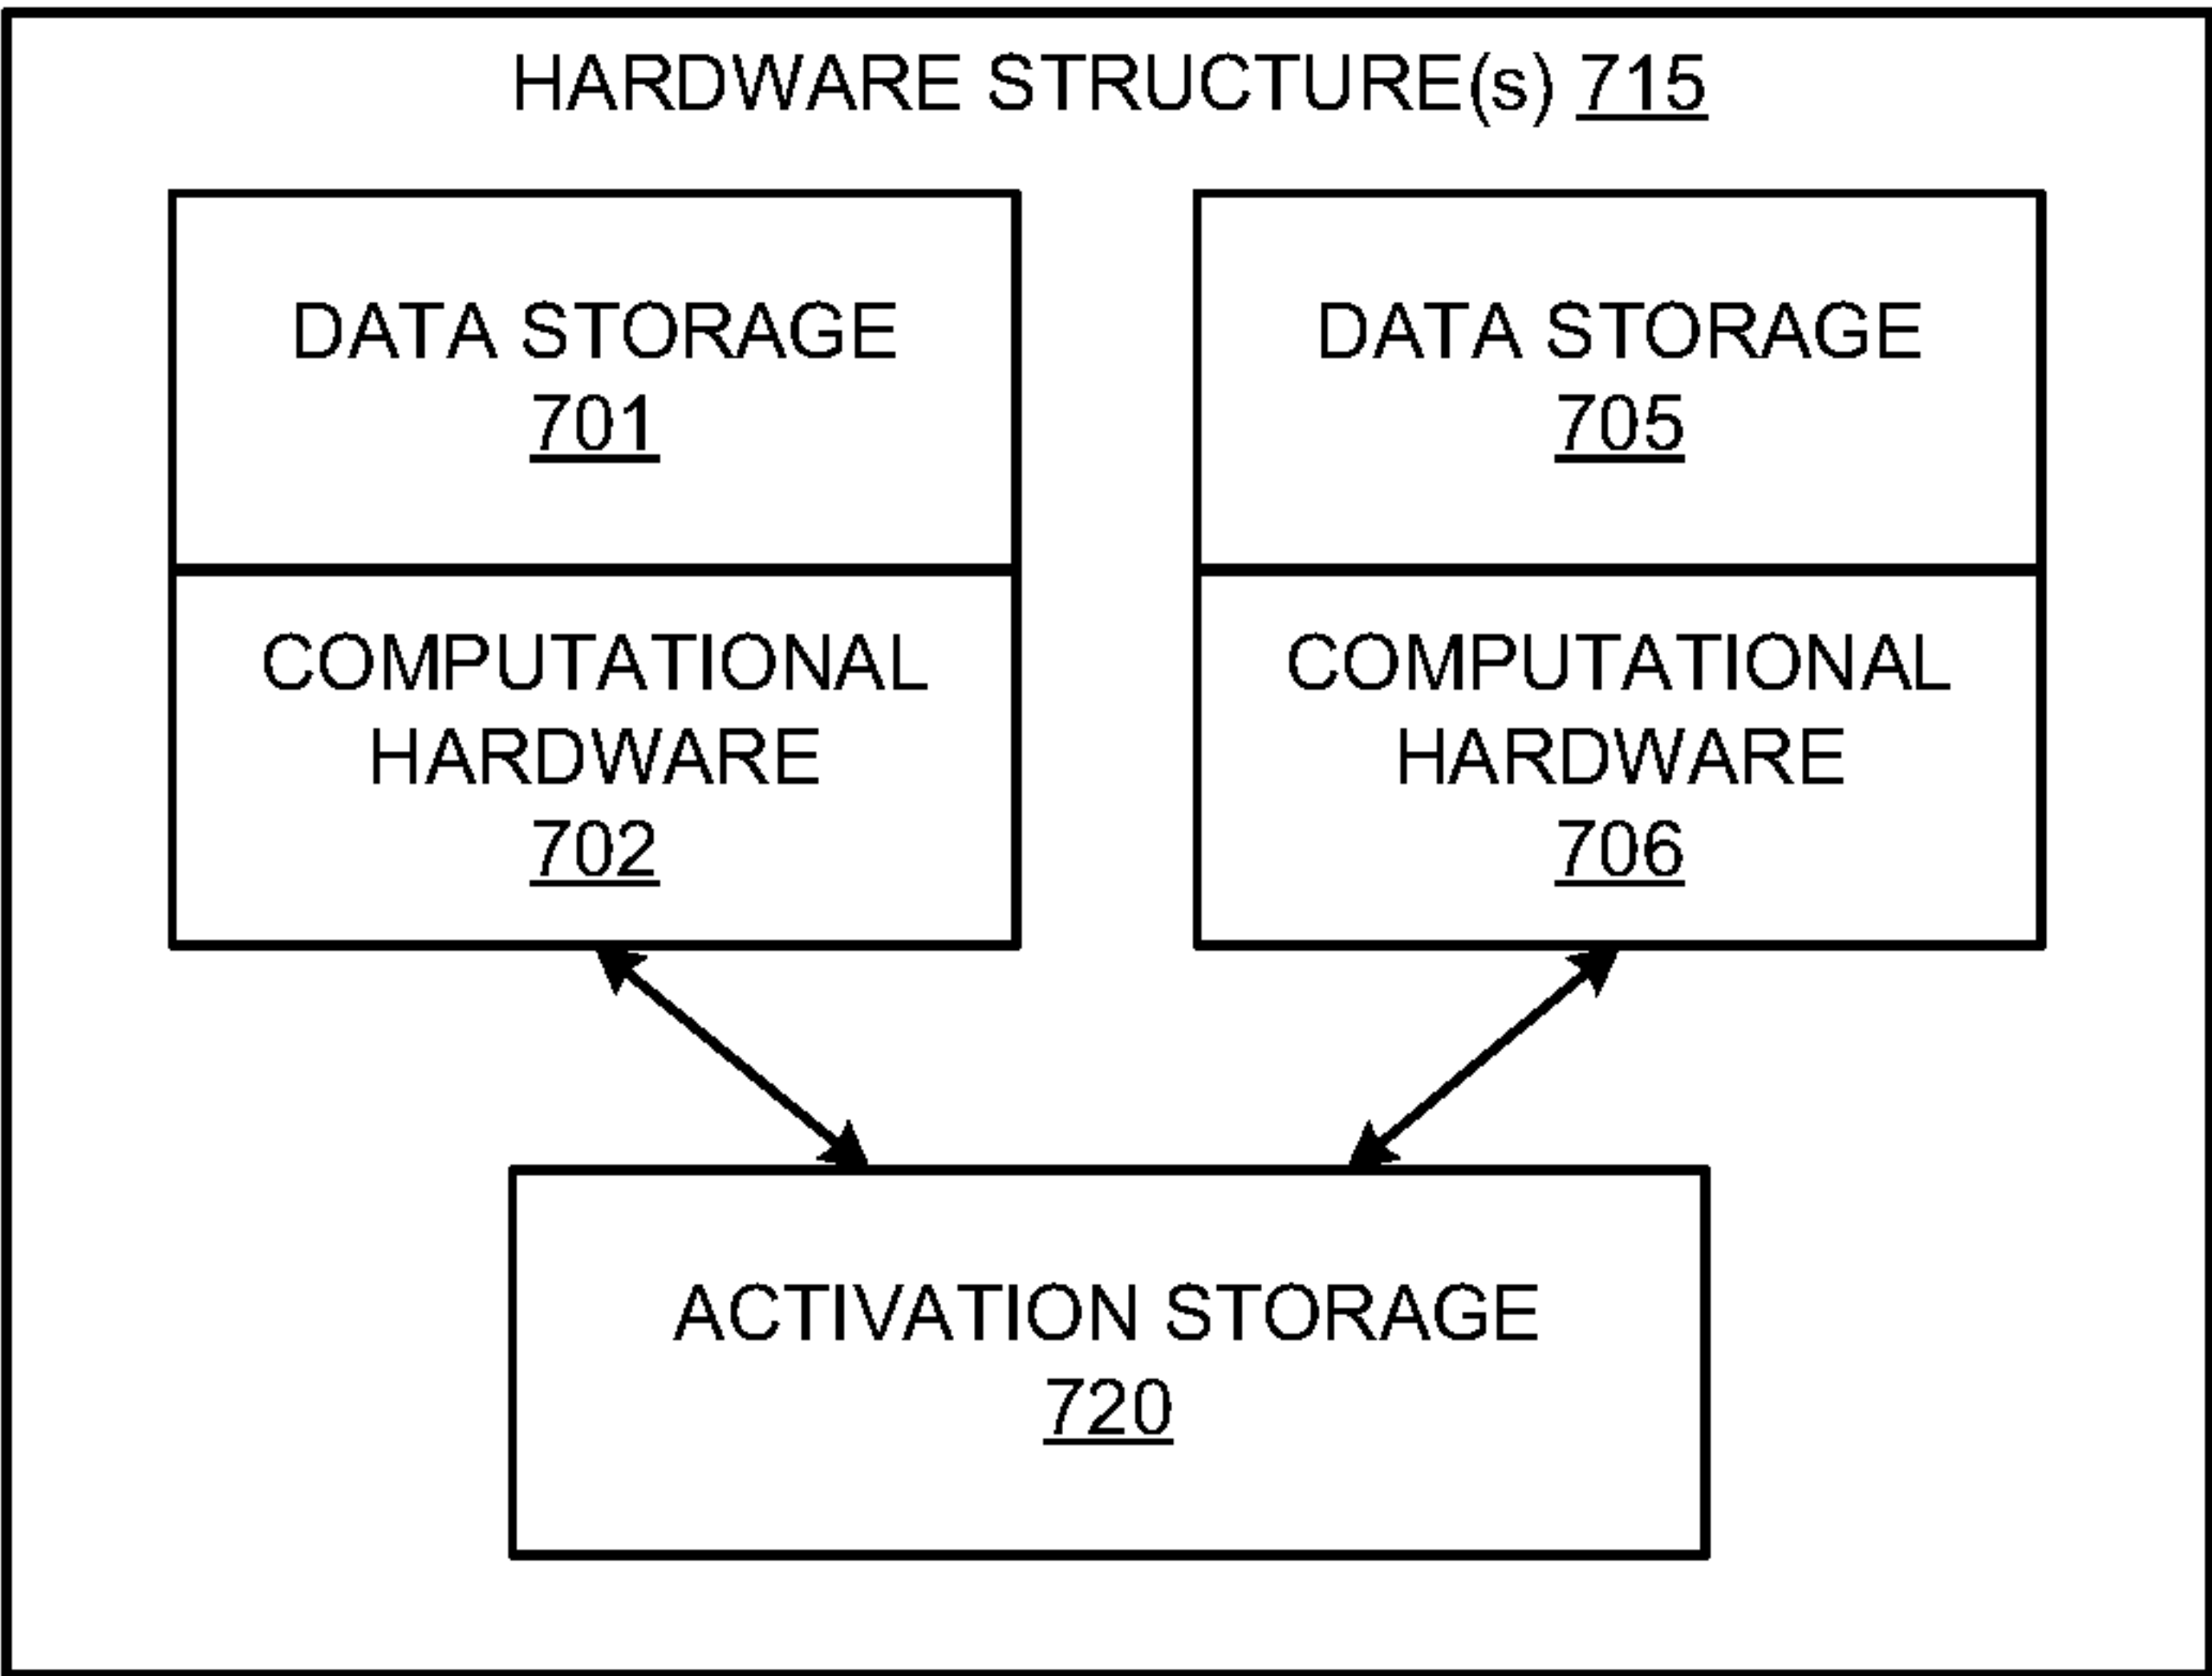 HARDWARE STRUCTURE(s) 715
DATA STORAGE
701
COMPUTATIONAL
HARDWARE
702
DATA STORAGE
705
COMPUTATIONAL
HARDWARE
706
ACTIVATION STORAGE
720